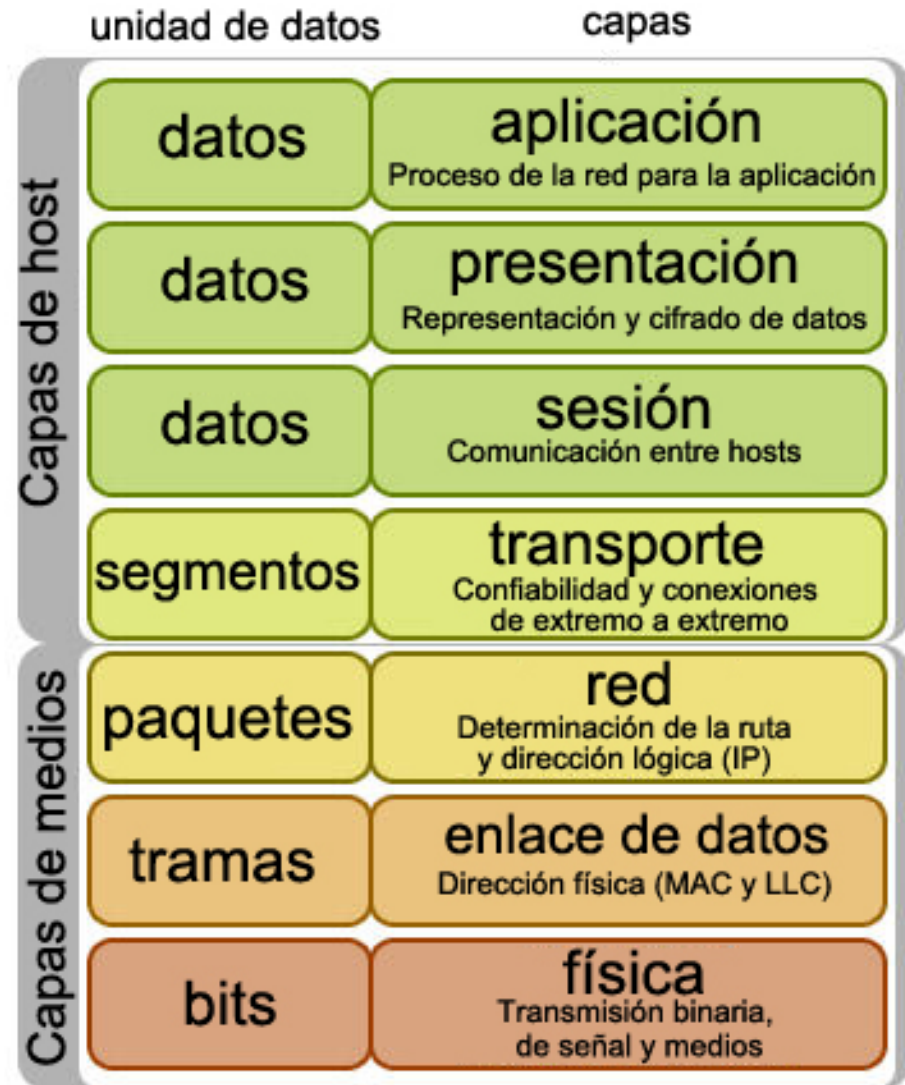 unidad de datos
capas
Capas de host
datos
aplicación
Proceso de la red para la aplicación
datos
presentación
Representación y cifrado de datos
datos
sesión
Comunicación entre hosts
segmentos
transporte
Confiabilidad y conexiones
de extremo a extremo
Capas de medios
paquetes
red
Determinación de la ruta
y dirección lógica (IP)
tramas
enlace de datos
Dirección física (MAC y LLC)
bits
física
Transmisión binaria,
de señal y medios